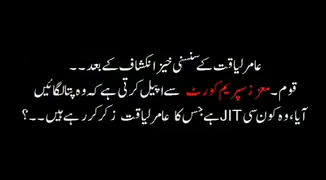 عامر لیاقت کے سنسنی خیز انکشاف کے بعد۔۔
قوم۔ معزز سپریم کورٹ سے اپیل کرتی ہے کہ وہ پتا لگائیں
آیا، وہ کون سی JIT ہے جس کا عامر لیاقت زکر کر رہے ہیں۔۔؟